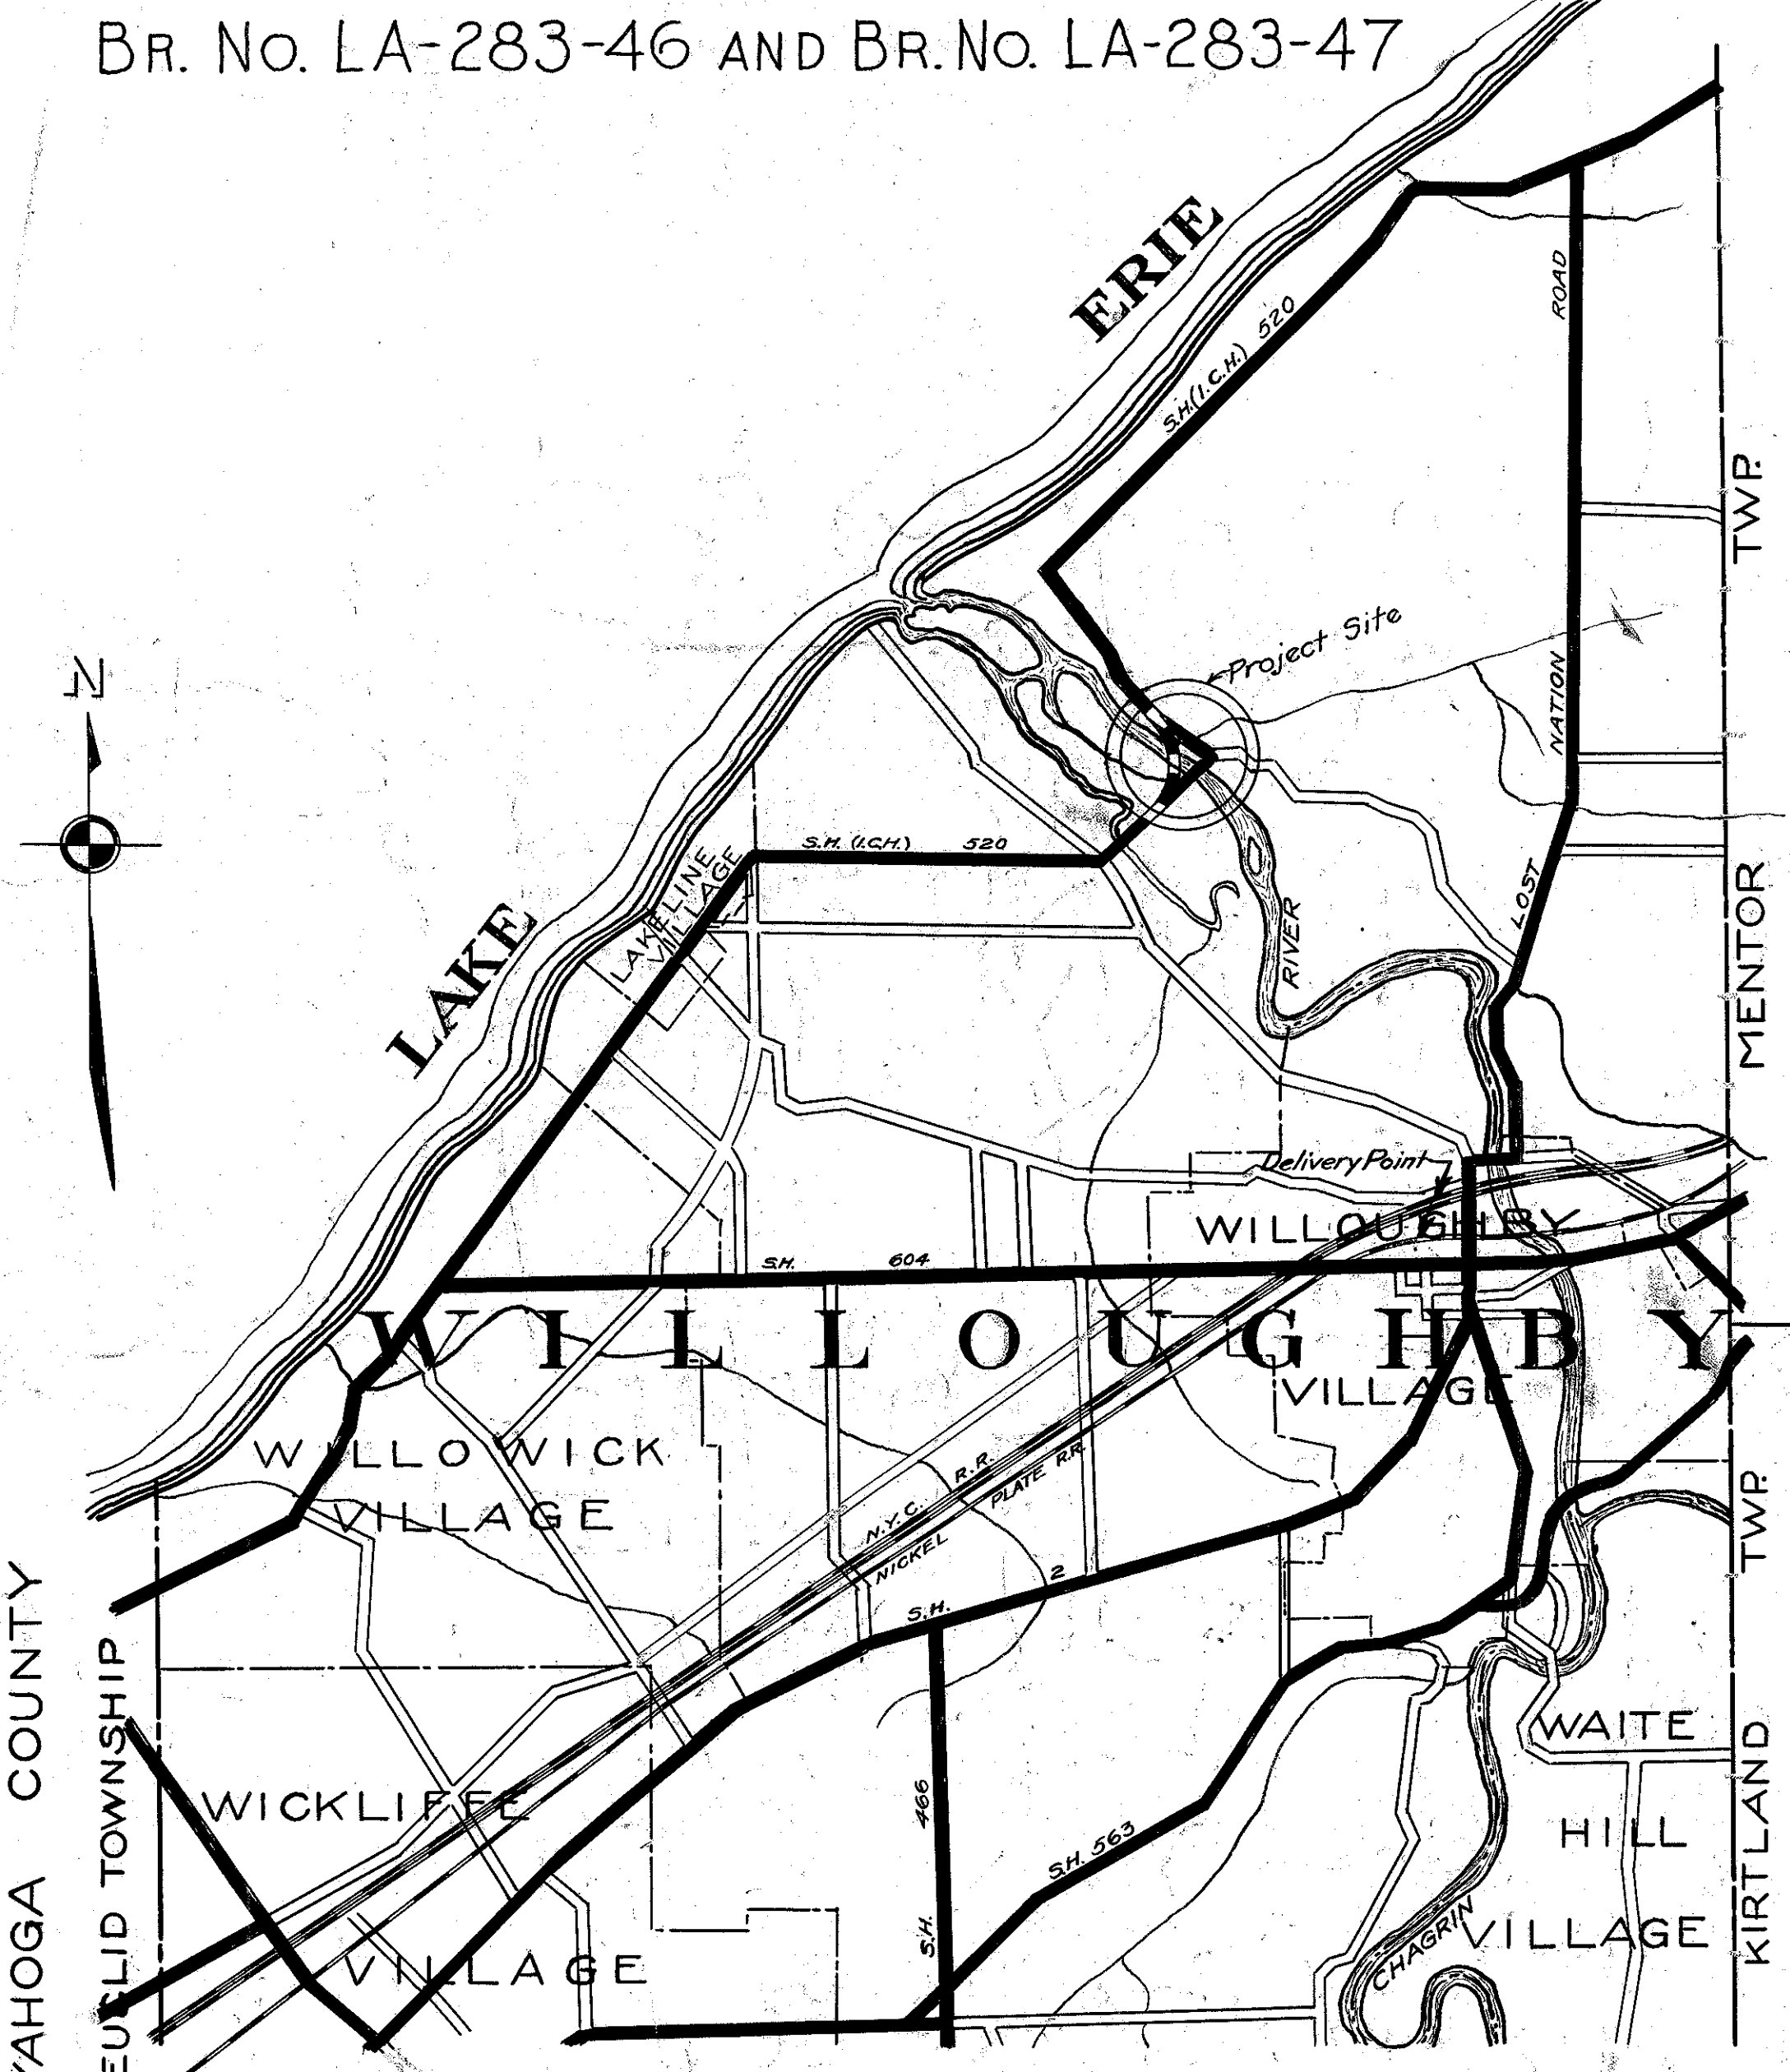 BR. NO. LA-283-46 AND BR. NO. LA-283-47
LAKE ERIE
S.H.(I.C.H.) 520
ROAD
TWP.
Project Site
N
NATION
S.H. (I.C.H.) 520
LAKELINE
VILLAGE
LOST
RIVER
MENTOR
Delivery Point
WILLOUGHBY
S.H. 604
WILLOUGHBY
VILLAGE
WILLOWICK
VILLAGE
N.Y.C. R.R.
NICKEL PLATE R.R.
S.H. 2
TWP.
YAHOGA COUNTY
EUCLID TOWNSHIP
WICKLIFFE
VILLAGE
S.H. 466
S.H. 563
WAITE
HILL
VILLAGE
CHAGRIN
KIRTLAND